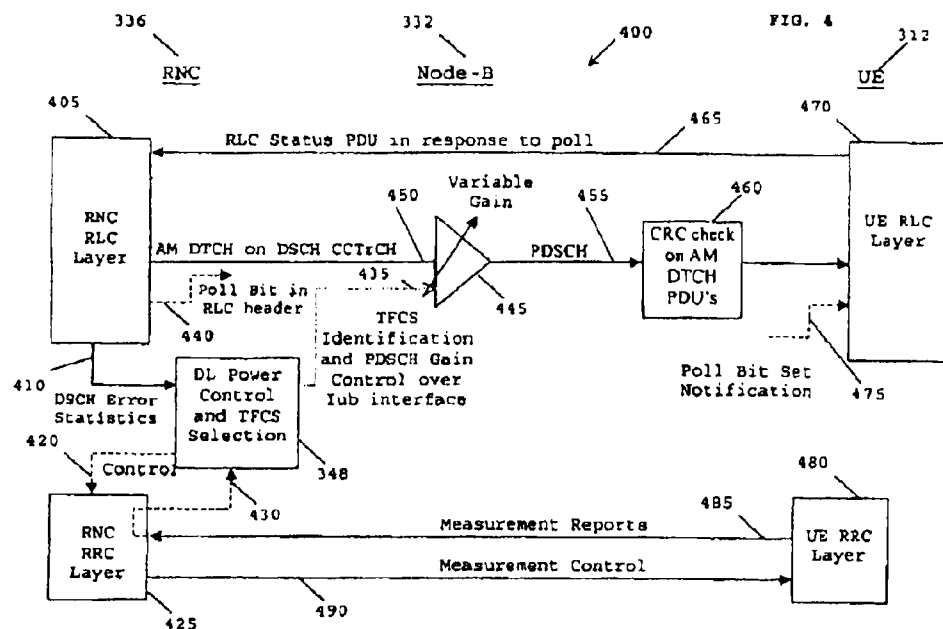 336
332
FIG. 4
400
312
RNC
Node-B
UE
405
470
RLC Status PDU in response to poll
465
Variable
Gain
450
455
460
RNC
RLC
Layer
UE RLC
Layer
AM DTCH on DSCH CCTrCH
PDSCH
CRC check
on AM
DTCH
PDU's
435
445
Poll Bit in
RLC header
440
TFCS
Identification
and PDSCH Gain
Control over
Iub interface
410
DSCH Error
Statistics
DL Power
Control
and TFCS
Selection
Poll Bit Set
Notification
475
420
Control
348
430
480
485
RNC
RRC
Layer
Measurement Reports
UE RRC
Layer
Measurement Control
490
425